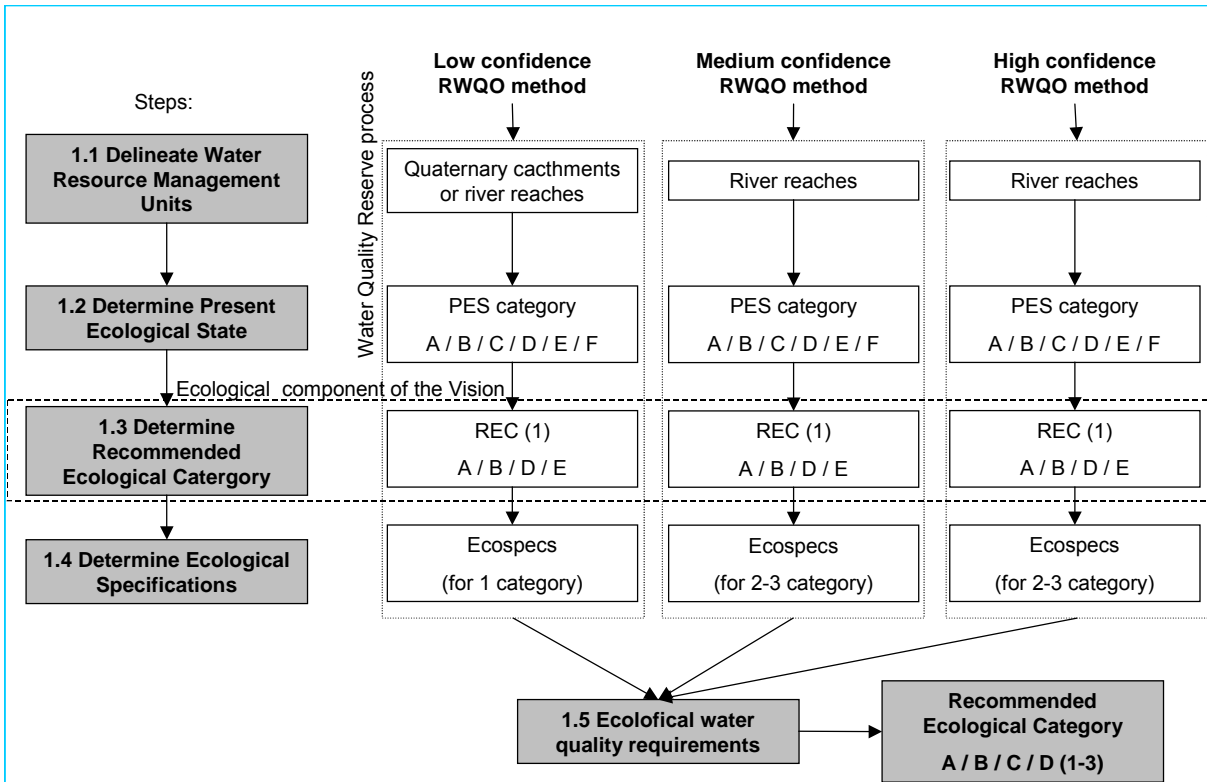 Low confidence
RWQO method
Medium confidence
RWQO method
High confidence
RWQO method
Steps:
Water Quality Reserve process
1.1 Delineate Water
Resource Management
Units
Quaternary cacthments
or river reaches
River reaches
River reaches
1.2 Determine Present
Ecological State
PES category
A / B / C / D / E / F
PES category
A / B / C / D / E / F
PES category
A / B / C / D / E / F
Ecological component of the Vision
1.3 Determine
Recommended
Ecological Catergory
REC (1)
A / B / D / E
REC (1)
A / B / D / E
REC (1)
A / B / D / E
1.4 Determine Ecological
Specifications
Ecospecs
(for 1 category)
Ecospecs
(for 2-3 category)
Ecospecs
(for 2-3 category)
1.5 Ecolofical water
quality requirements
Recommended
Ecological Category
A / B / C / D (1-3)